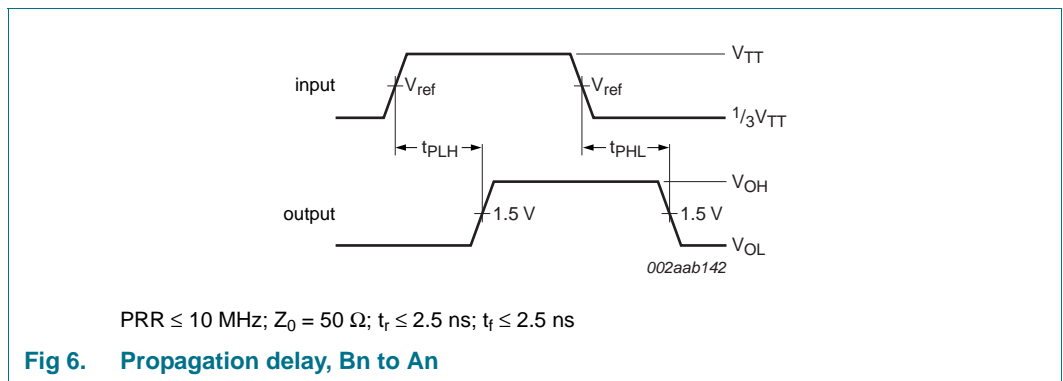 V_TT
input V_ref V_ref
1/3V_TT
t_PLH t_PHL
V_OH
output 1.5 V 1.5 V
V_OL
002aab142
PRR ≤ 10 MHz; Z_0 = 50 Ω; t_r ≤ 2.5 ns; t_f ≤ 2.5 ns
Fig 6. Propagation delay, Bn to An